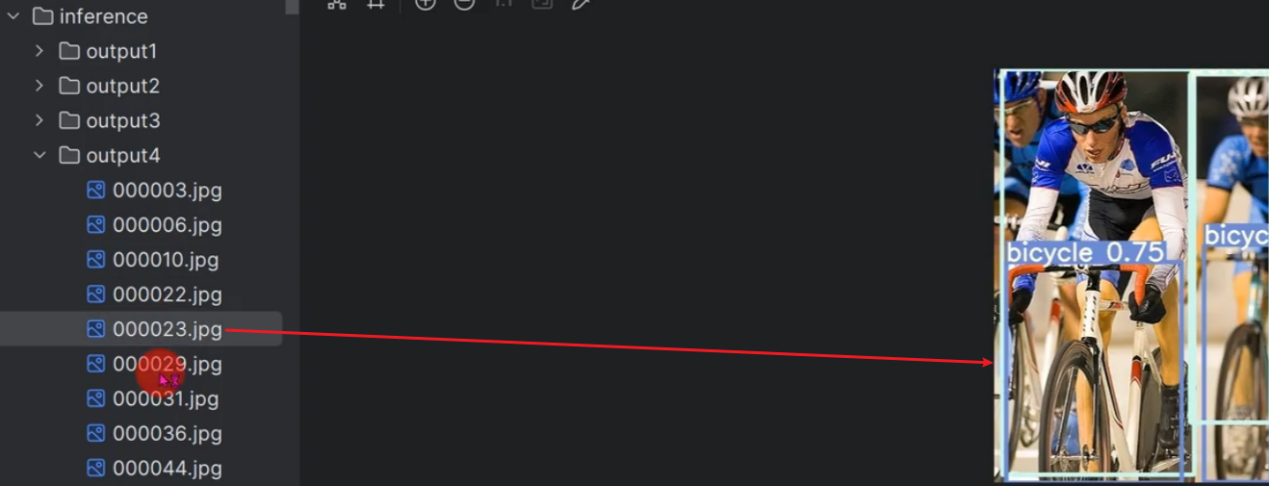 inference
output1
output2
output3
output4
000003.jpg
000006.jpg
000010.jpg
000022.jpg
000023.jpg
000029.jpg
000031.jpg
000036.jpg
000044.jpg
bicycle 0.75
bicyc